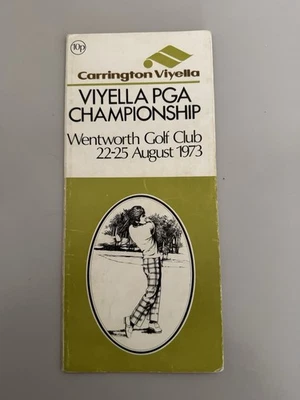 10p
Carrington Viyella
VIYELLA PGA
CHAMPIONSHIP
Wentworth Golf Club
22-25 August 1973